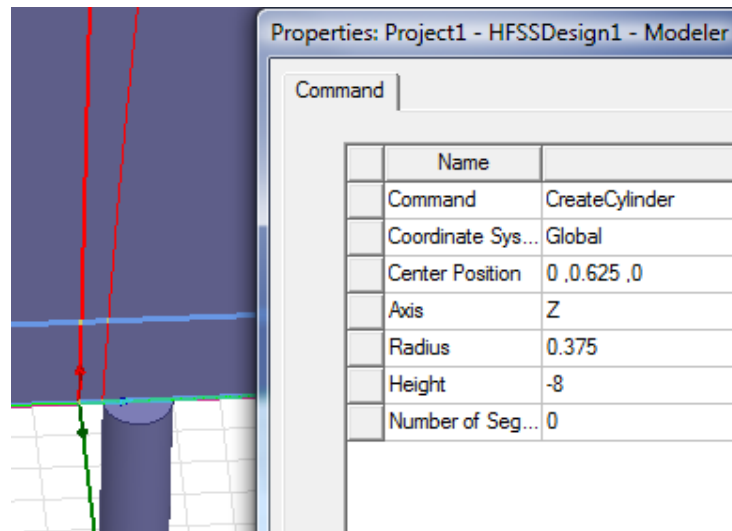 Properties: Project1 - HFSSDesign1 - Modeler
Command
Name
Command CreateCylinder
Coordinate Sys... Global
Center Position 0 ,0.625 ,0
Axis Z
Radius 0.375
Height -8
Number of Seg... 0